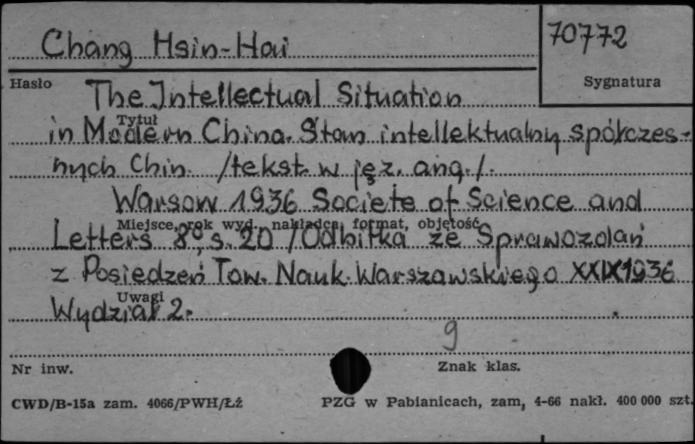 Chang Hsin-Hai
70772
Hasło
Sygnatura
The Intellectual Situation
Tytuł
in Modern China. Stan intellektualny spółczes-
nych Chin. /tekst w jęz. ang./.
Warsaw 1936 Societe of Science and
Miejsce, rok wyd., nakładca, format, objętość
Letters 8°, s. 20 /Odbitka ze Sprawozdań
z Posiedzeń Tow. Nauk. Warszawskiego XXIX 1936
Uwagi
Wydział 2.
9
Nr inw.
Znak klas.
CWD/B-15a zam. 4066/PWH/Łź
PZG w Pabianicach, zam, 4-66 nakł. 400 000 szt.